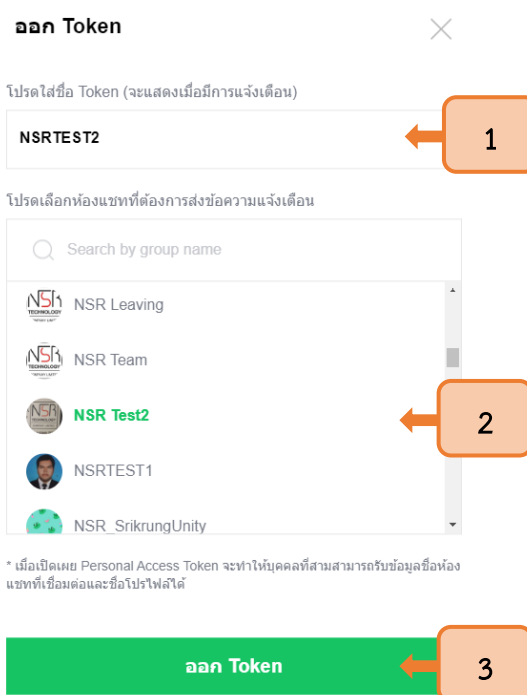 ออก Token
โปรดใส่ชื่อ Token (จะแสดงเมื่อมีการแจ้งเตือน)
NSRTEST2
1
โปรดเลือกห้องแชทที่ต้องการส่งข้อความแจ้งเตือน
Search by group name
NSR Leaving
NSR Team
NSR Test2
2
NSRTEST1
NSR_SrikrungUnity
* เมื่อเปิดเผย Personal Access Token จะทำให้บุคคลที่สามสามารถรับข้อมูลชื่อห้อง
แชทที่เชื่อมต่อและชื่อโปรไฟล์ได้
ออก Token
3